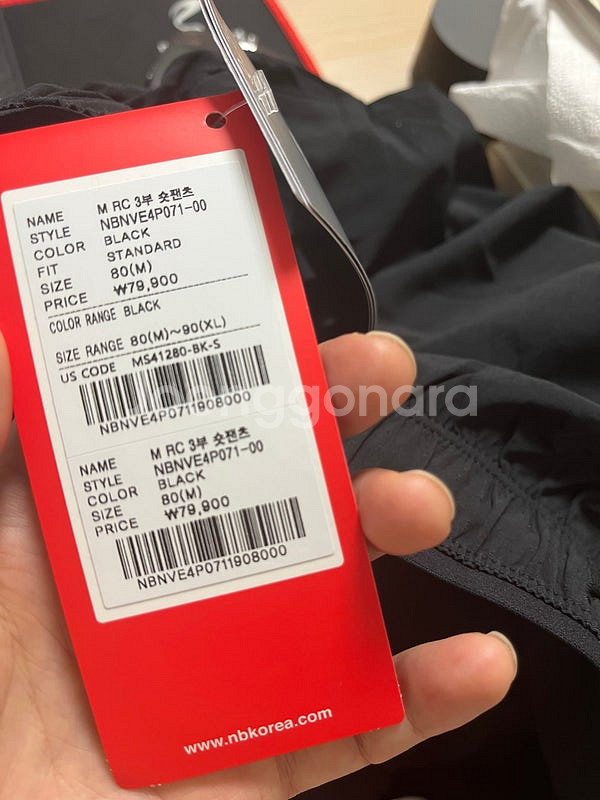 NAME M RC 3부 숏팬츠
STYLE NBNVE4P071-00
COLOR BLACK
FIT STANDARD
SIZE 80(M)
PRICE ₩79,900
COLOR RANGE BLACK
SIZE RANGE 80(M)~90(XL)
US CODE MS41280-BK-S
NBNVE4P0711908000
NAME M RC 3부 숏팬츠
STYLE NBNVE4P071-00
COLOR BLACK
SIZE 80(M)
PRICE ₩79,900
NBNVE4P0711908000
www.nbkorea.com
joonggonara